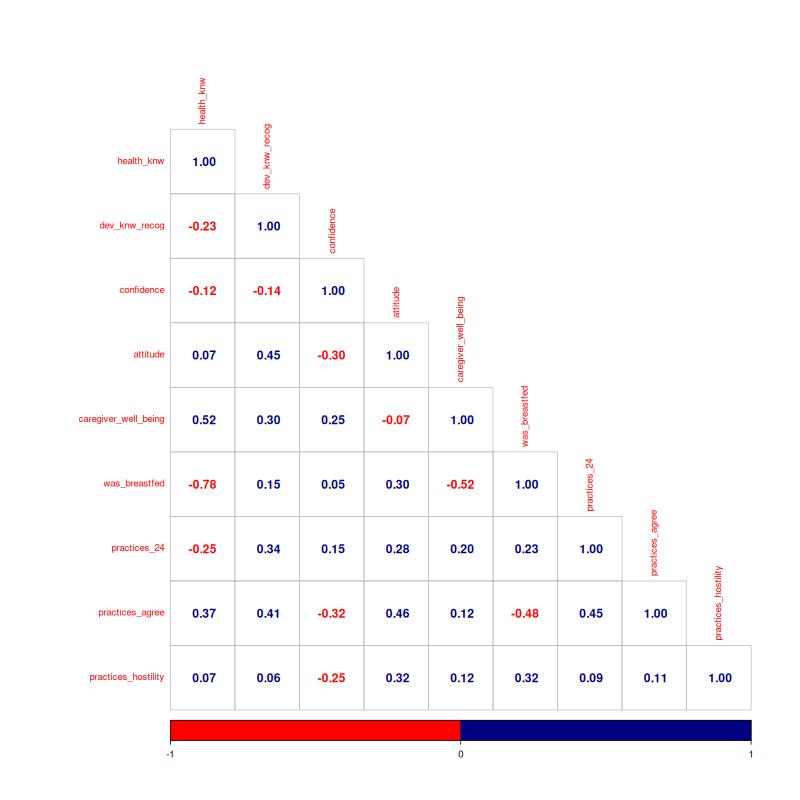 health_knw
dev_knw_recog
confidence
attitude
caregiver_well_being
was_breastfed
practices_24
practices_agree
practices_hostility
health_knw 1.00
dev_knw_recog -0.23 1.00
confidence -0.12 -0.14 1.00
attitude 0.07 0.45 -0.30 1.00
caregiver_well_being 0.52 0.30 0.25 -0.07 1.00
was_breastfed -0.78 0.15 0.05 0.30 -0.52 1.00
practices_24 -0.25 0.34 0.15 0.28 0.20 0.23 1.00
practices_agree 0.37 0.41 -0.32 0.46 0.12 -0.48 0.45 1.00
practices_hostility 0.07 0.06 -0.25 0.32 0.12 0.32 0.09 0.11 1.00
-1 0 1